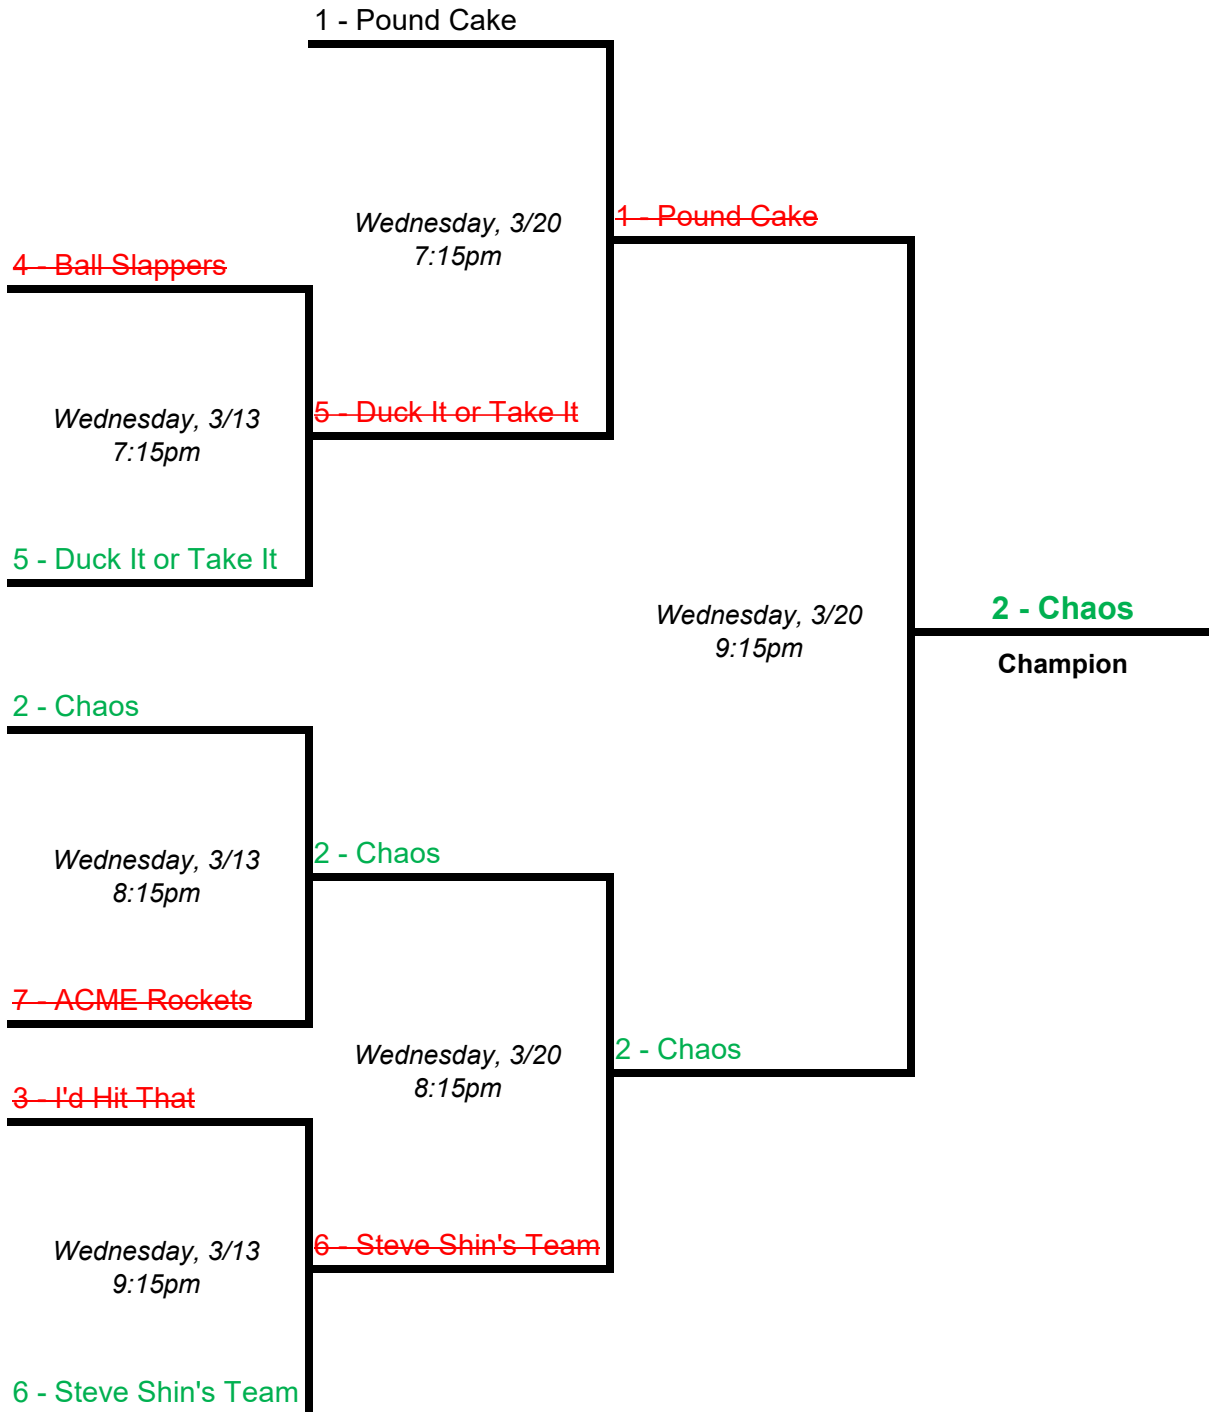 1 - Pound Cake
Wednesday, 3/20
7:15pm
1 - Pound Cake
4 - Ball Slappers
Wednesday, 3/13
7:15pm
5 - Duck It or Take It
5 - Duck It or Take It
Wednesday, 3/20
9:15pm
2 - Chaos
Champion
2 - Chaos
Wednesday, 3/13
8:15pm
2 - Chaos
7 - ACME Rockets
Wednesday, 3/20
8:15pm
2 - Chaos
3 - I'd Hit That
Wednesday, 3/13
9:15pm
6 - Steve Shin's Team
6 - Steve Shin's Team